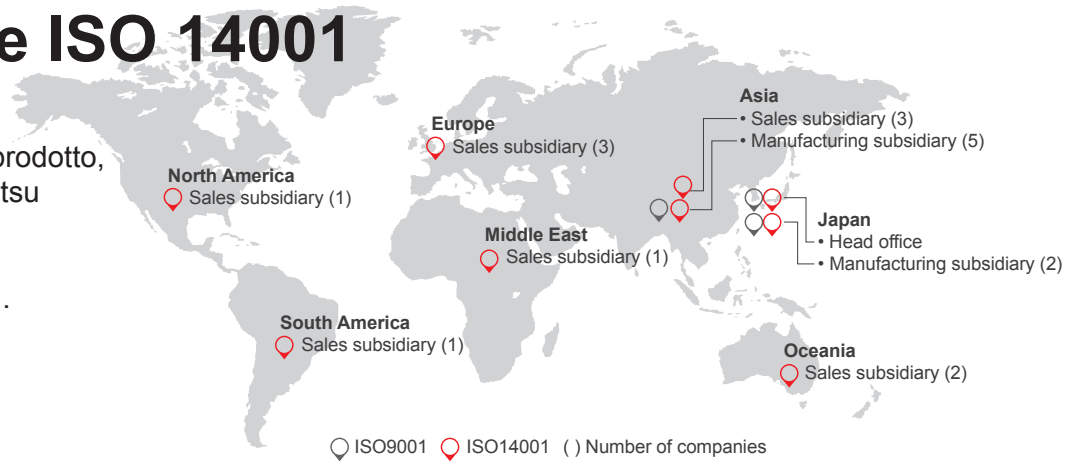 e ISO 14001
prodotto,
tsu
.
North America
Sales subsidiary (1)
Europe
Sales subsidiary (3)
Asia
• Sales subsidiary (3)
• Manufacturing subsidiary (5)
Middle East
Sales subsidiary (1)
Japan
• Head office
• Manufacturing subsidiary (2)
South America
Sales subsidiary (1)
Oceania
Sales subsidiary (2)
ISO9001 ISO14001 ( ) Number of companies